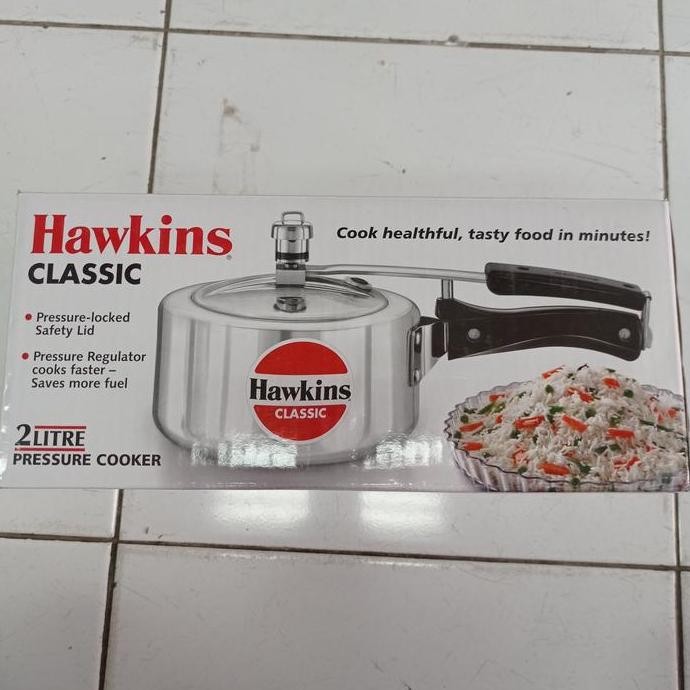 Hawkins
CLASSIC
Cook healthful, tasty food in minutes!
• Pressure-locked
Safety Lid
• Pressure Regulator
cooks faster –
Saves more fuel
Hawkins
CLASSIC
2 LITRE
PRESSURE COOKER